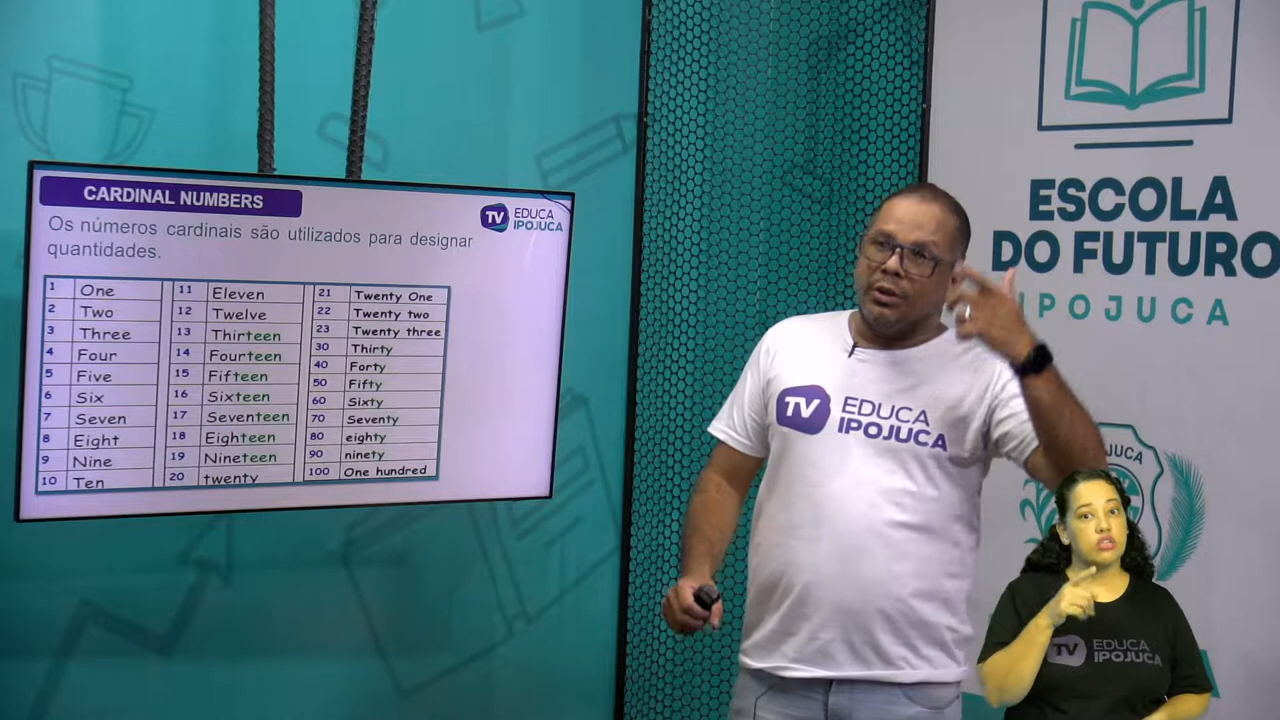 CARDINAL NUMBERS
TV EDUCA
IPOJUCA
Os números cardinais são utilizados para designar
quantidades.
1 One 11 Eleven 21 Twenty One
2 Two 12 Twelve 22 Twenty two
3 Three 13 Thirteen 23 Twenty three
4 Four 14 Fourteen 30 Thirty
5 Five 15 Fifteen 40 Forty
6 Six 16 Sixteen 50 Fifty
7 Seven 17 Seventeen 60 Sixty
8 Eight 18 Eighteen 70 Seventy
9 Nine 19 Nineteen 80 eighty
10 Ten 20 twenty 90 ninety
100 One hundred
TV EDUCA
IPOJUCA
ESCOLA
DO FUTURO
IPOJUCA
TV EDUCA
IPOJUCA